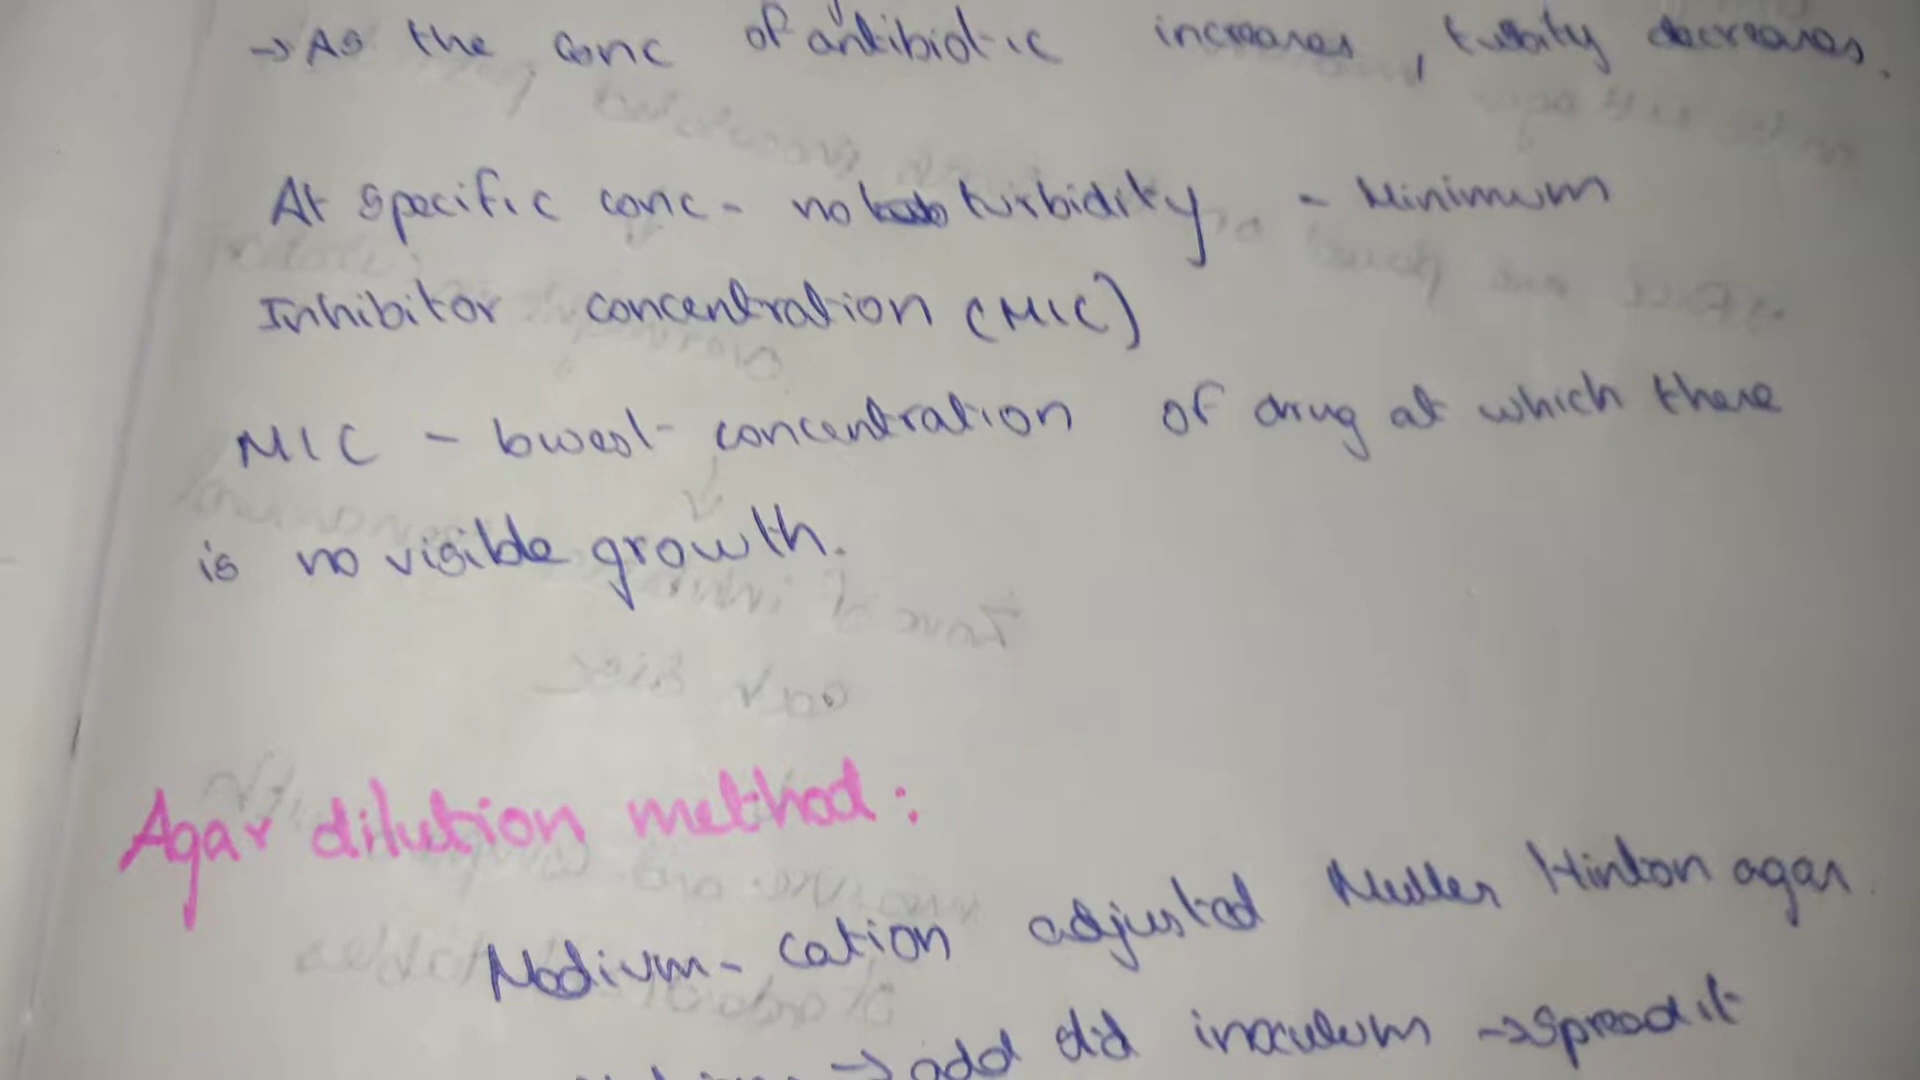 → As the conc of antibiotic increases, decreases.
At specific conc - no turbidity - Minimum
Inhibitor concentration (MIC)
MIC - lowest concentration of drug at which there
is no visible growth.
Agar dilution method :
Medium - cation adjusted Muller Hinton agar
→ add std inoculum → Spread it